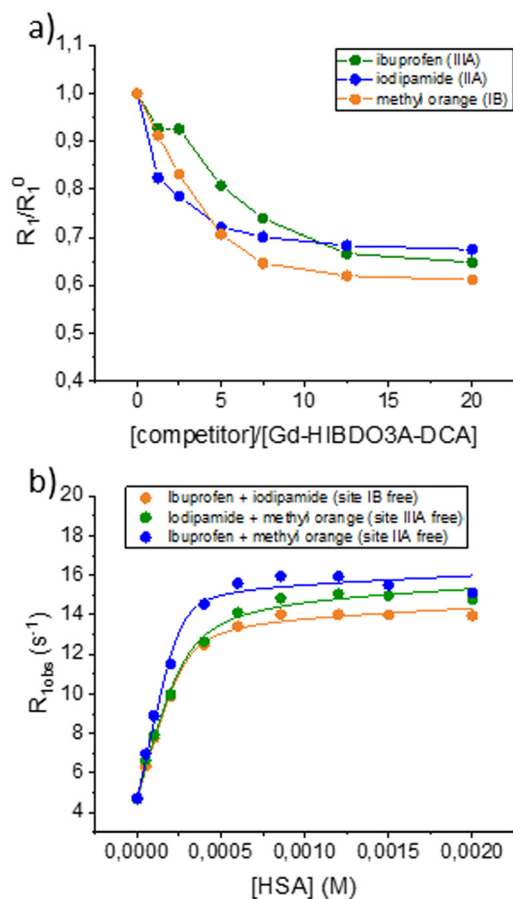 a)
1,1
1,0
0,9
0,8
0,7
0,6
0,5
0,4
R1/R1⁰
ibuprofen (IIIA)
iodipamide (IIA)
methyl orange (IB)
0 5 10 15 20
[competitor]/[Gd-HIBDO3A-DCA]
b)
20
18
16
14
12
10
8
6
4
R1obs (s⁻¹)
Ibuprofen + iodipamide (site IB free)
Iodipamide + methyl orange (site IIIA free)
Ibuprofen + methyl orange (site IIA free)
0,0000 0,0005 0,0010 0,0015 0,0020
[HSA] (M)